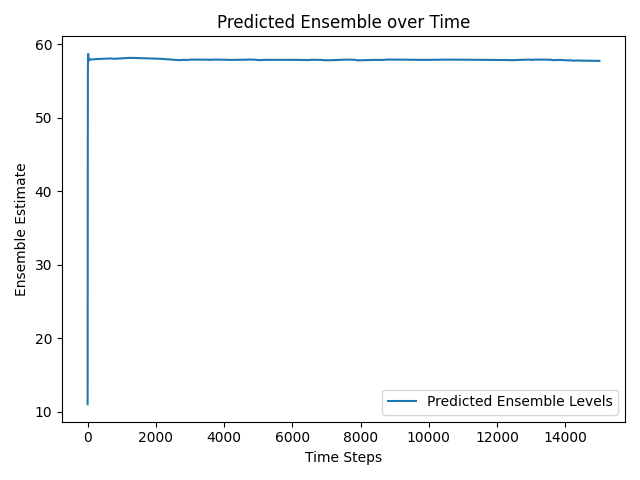 Predicted Ensemble over Time
60
50
40
30
20
10
Ensemble Estimate
Predicted Ensemble Levels
0 2000 4000 6000 8000 10000 12000 14000
Time Steps